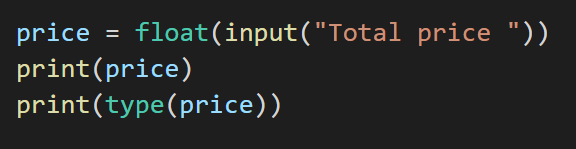 price = float(input("Total price "))
print(price)
print(type(price))